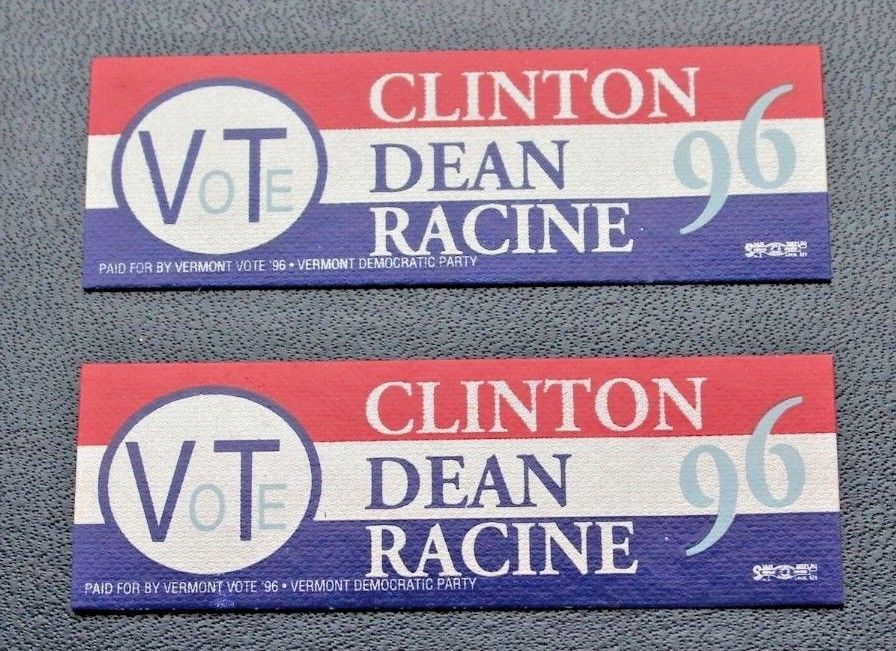 VOTE
CLINTON
DEAN
RACINE
96
PAID FOR BY VERMONT VOTE '96 • VERMONT DEMOCRATIC PARTY
VOTE
CLINTON
DEAN
RACINE
96
PAID FOR BY VERMONT VOTE '96 • VERMONT DEMOCRATIC PARTY